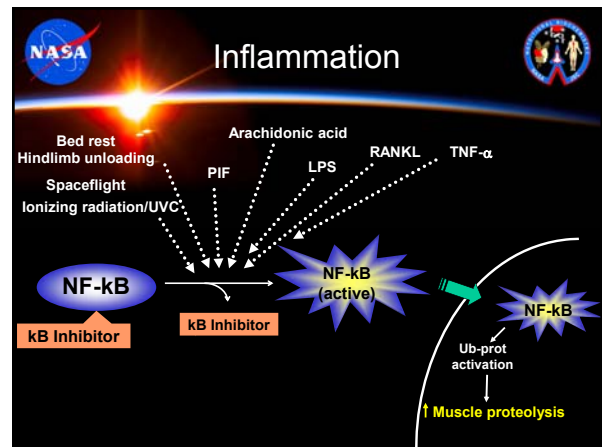 NASA
Inflammation
Arachidonic acid
Bed rest
Hindlimb unloading
PIF
LPS
RANKL
TNF-α
Spaceflight
Ionizing radiation/UVC
NF-kB
kB Inhibitor
kB Inhibitor
NF-kB
(active)
NF-kB
Ub-prot
activation
↑ Muscle proteolysis